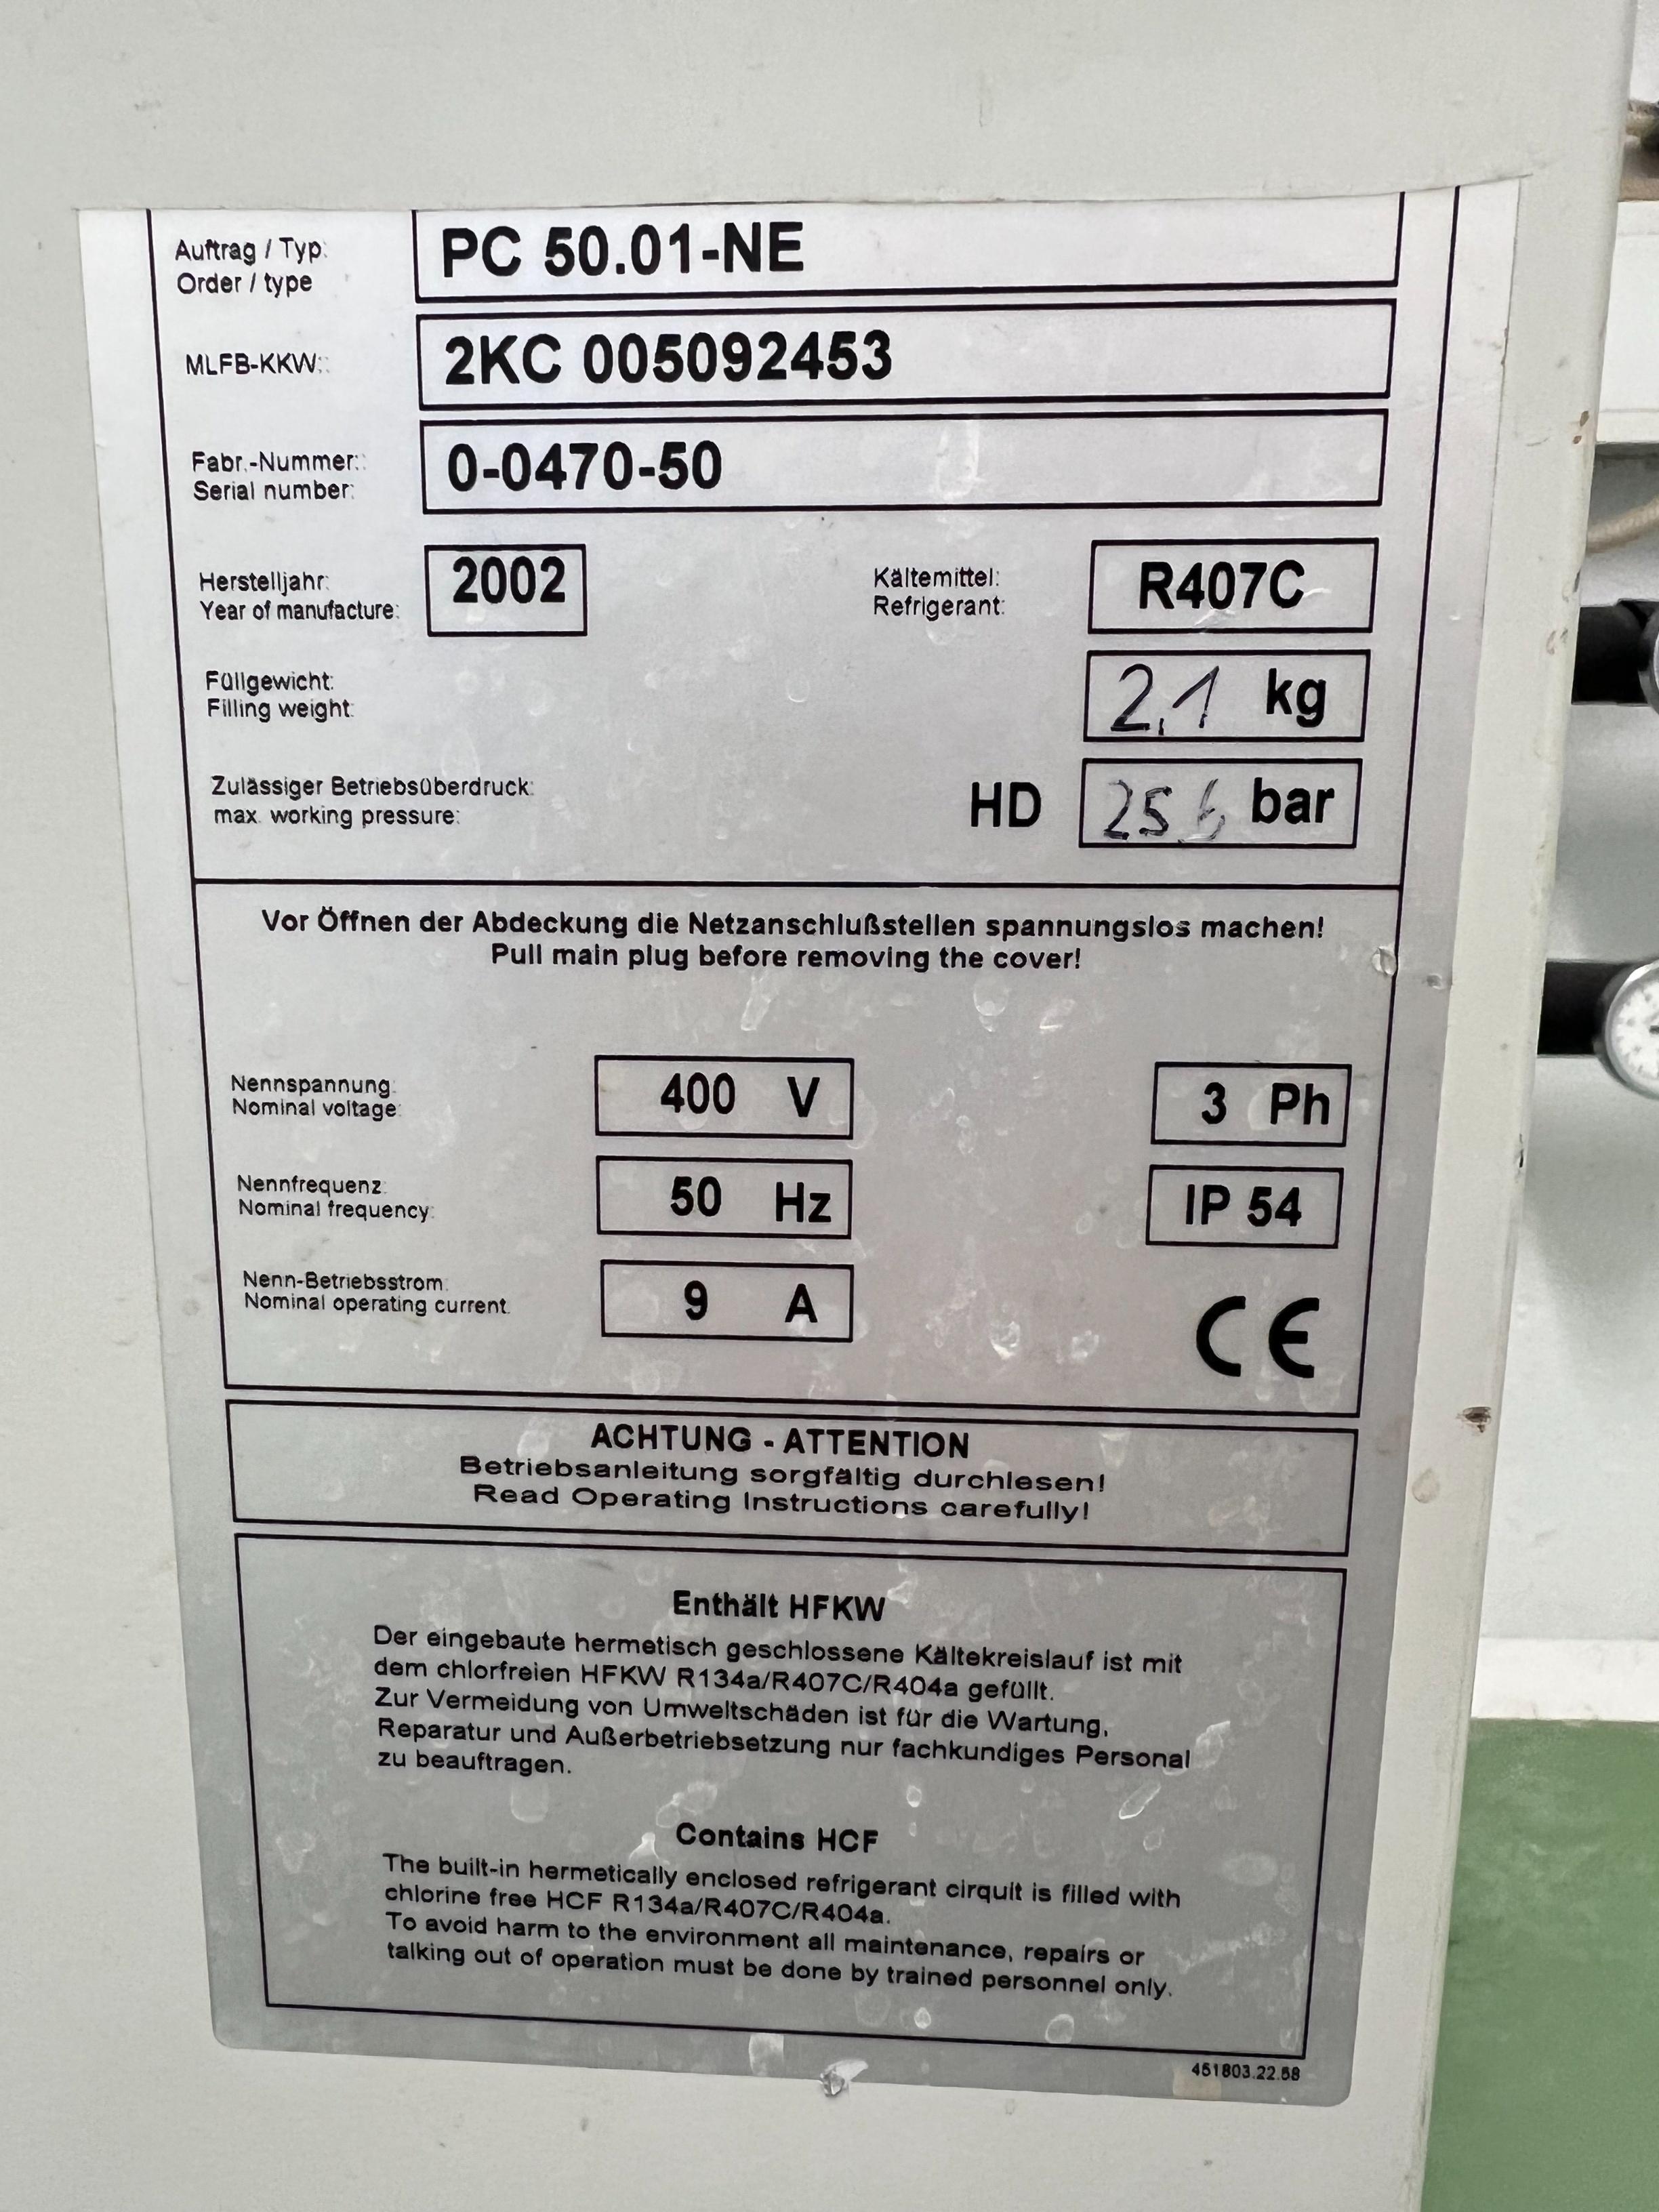 Auftrag / Typ:
Order / type
PC 50.01-NE
MLFB-KKW::
2KC 005092453
Fabr.-Nummer::
Serial number:
0-0470-50
Herstelljahr:
Year of manufacture:
2002
Kältemittel:
Refrigerant:
R407C
Füllgewicht:
Filling weight:
2,1 kg
Zulässiger Betriebsüberdruck:
max. working pressure:
HD
bar
Vor Öffnen der Abdeckung die Netzanschlußstellen spannungslos machen!
Pull main plug before removing the cover!
Nennspannung:
Nominal voltage:
400 V
3 Ph
Nennfrequenz:
Nominal frequency:
50 Hz
IP 54
Nenn-Betriebsstrom:
Nominal operating current:
9 A
CE
ACHTUNG - ATTENTION
Betriebsanleitung sorgfältig durchlesen!
Read Operating Instructions carefully!
Enthält HFKW
Der eingebaute hermetisch geschlossene Kältekreislauf ist mit
dem chlorfreien HFKW R134a/R407C/R404a gefüllt.
Zur Vermeidung von Umweltschäden ist für die Wartung,
Reparatur und Außerbetriebsetzung nur fachkundiges Personal
zu beauftragen.
Contains HCF
The built-in hermetically enclosed refrigerant cirquit is filled with
chlorine free HCF R134a/R407C/R404a.
To avoid harm to the environment all maintenance, repairs or
talking out of operation must be done by trained personnel only.
451803.22.58